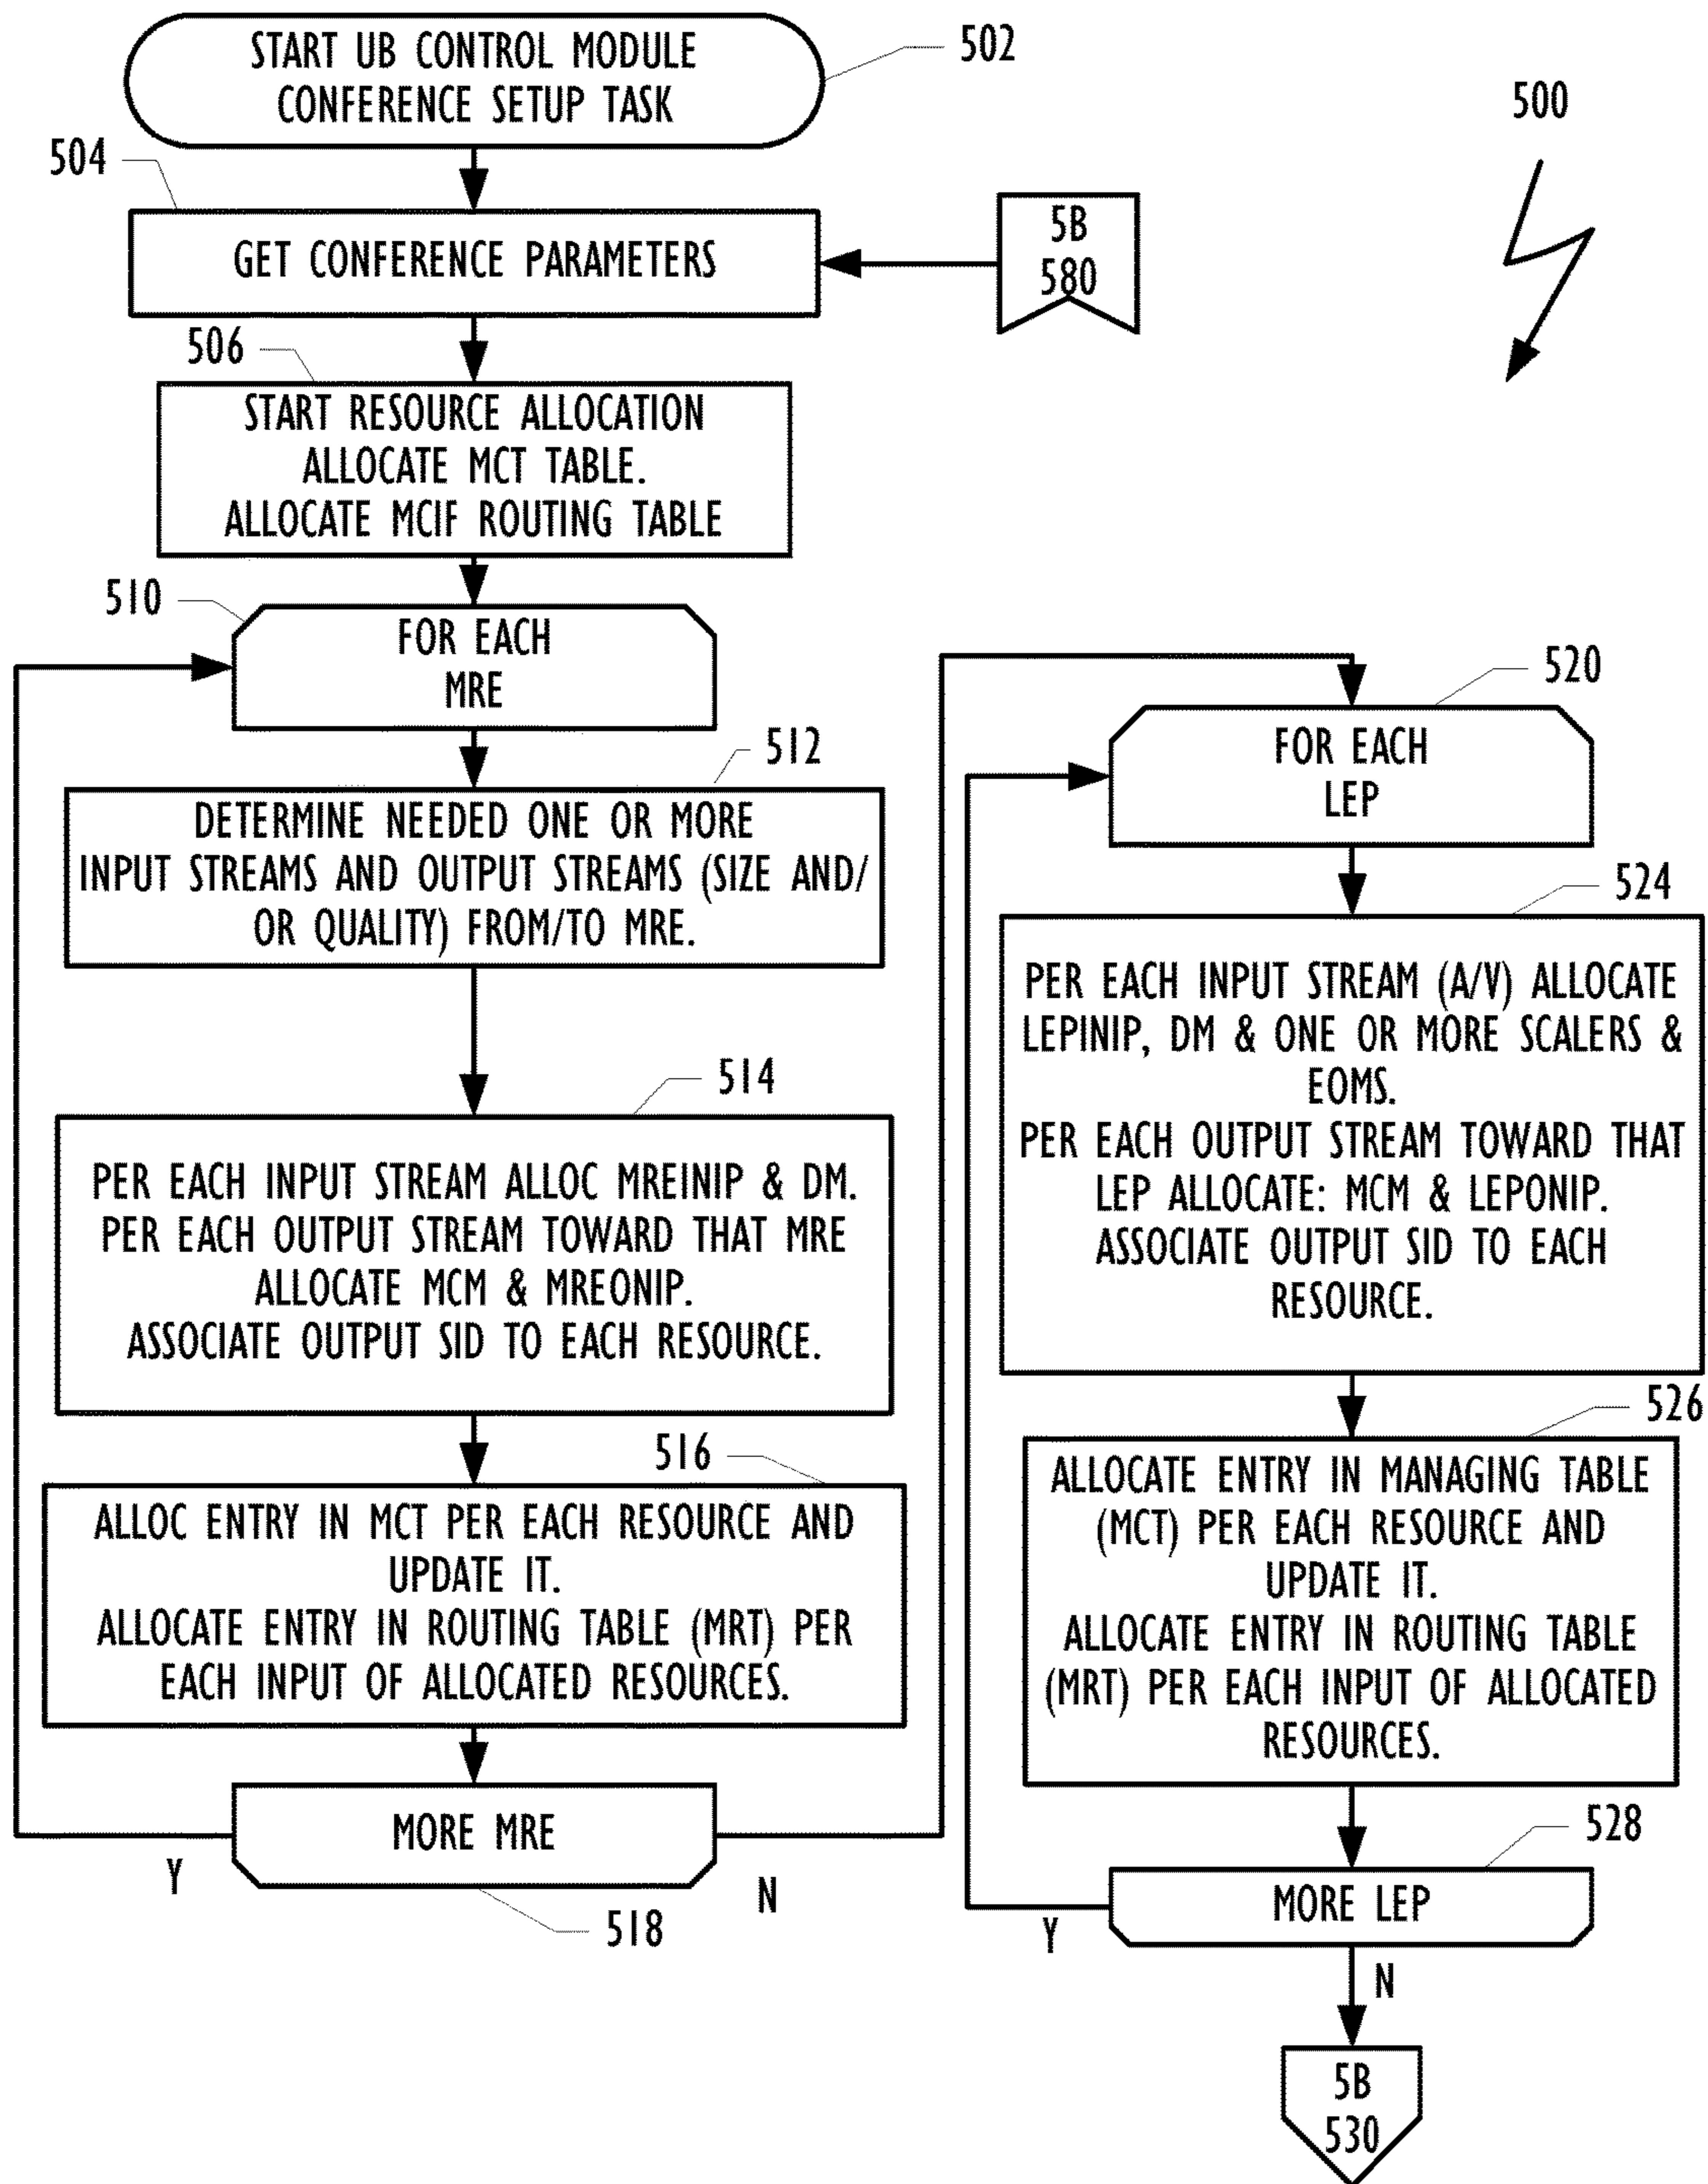 START UB CONTROL MODULE
CONFERENCE SETUP TASK
502
500
504
GET CONFERENCE PARAMETERS
5B
580
506
START RESOURCE ALLOCATION
ALLOCATE MCT TABLE.
ALLOCATE MCIF ROUTING TABLE
510
FOR EACH
MRE
512
DETERMINE NEEDED ONE OR MORE
INPUT STREAMS AND OUTPUT STREAMS (SIZE AND/
OR QUALITY) FROM/TO MRE.
514
PER EACH INPUT STREAM ALLOC MREINIP & DM.
PER EACH OUTPUT STREAM TOWARD THAT MRE
ALLOCATE MCM & MREONIP.
ASSOCIATE OUTPUT SID TO EACH RESOURCE.
516
ALLOC ENTRY IN MCT PER EACH RESOURCE AND
UPDATE IT.
ALLOCATE ENTRY IN ROUTING TABLE (MRT) PER
EACH INPUT OF ALLOCATED RESOURCES.
MORE MRE
Y
N
518
520
FOR EACH
LEP
524
PER EACH INPUT STREAM (A/V) ALLOCATE
LEPINIP, DM & ONE OR MORE SCALERS &
EOMS.
PER EACH OUTPUT STREAM TOWARD THAT
LEP ALLOCATE: MCM & LEPONIP.
ASSOCIATE OUTPUT SID TO EACH
RESOURCE.
526
ALLOCATE ENTRY IN MANAGING TABLE
(MCT) PER EACH RESOURCE AND
UPDATE IT.
ALLOCATE ENTRY IN ROUTING TABLE
(MRT) PER EACH INPUT OF ALLOCATED
RESOURCES.
528
MORE LEP
Y
N
5B
530